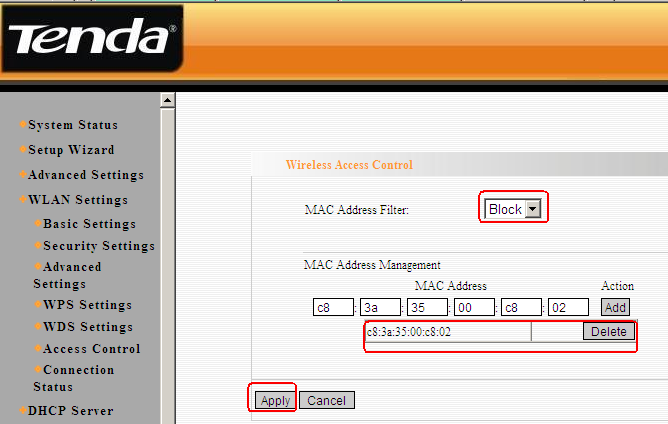 Tenda®
System Status
Setup Wizard
Advanced Settings
WLAN Settings
Basic Settings
Security Settings
Advanced
Settings
WPS Settings
WDS Settings
Access Control
Connection
Status
DHCP Server
Wireless Access Control
MAC Address Filter: Block
MAC Address Management
MAC Address Action
c8 : 3a : 35 : 00 : c8 : 02 Add
c8:3a:35:00:c8:02 Delete
Apply Cancel